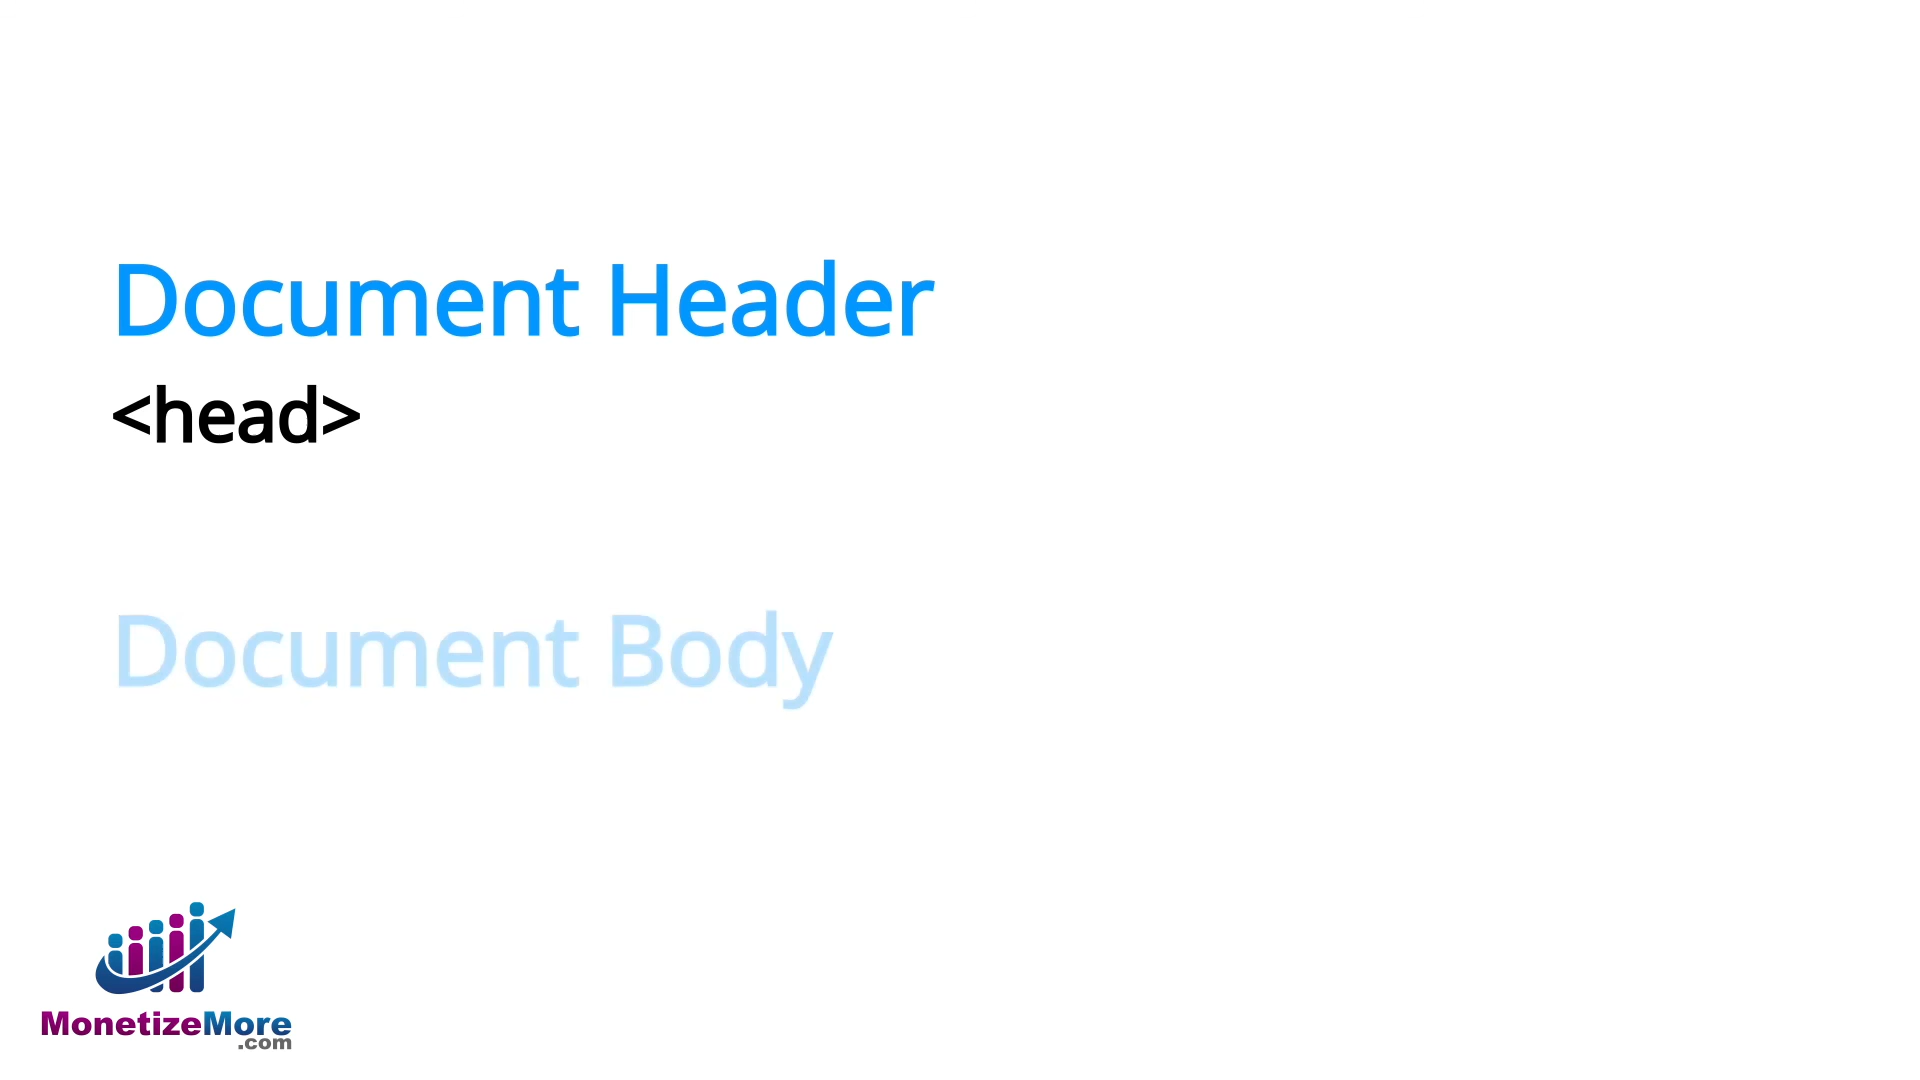 Document Header
<head>
Document Body
MonetizeMore
.com